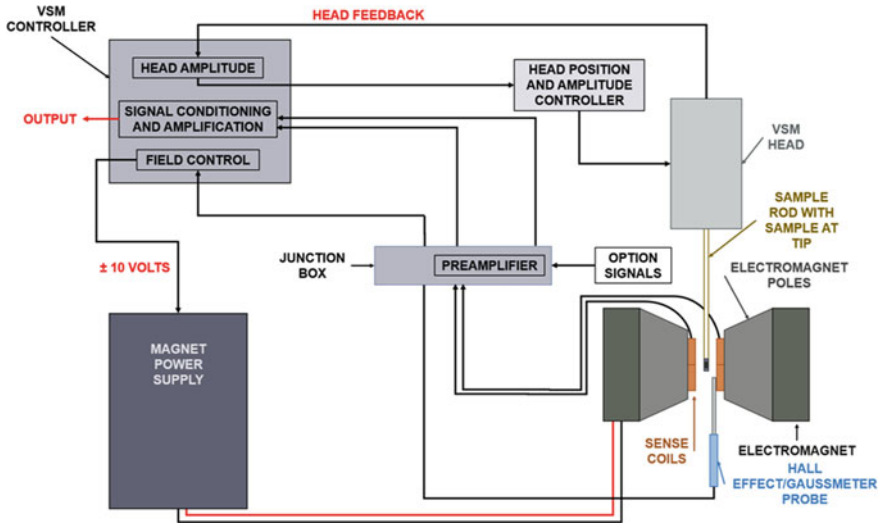 VSM
CONTROLLER
HEAD FEEDBACK
HEAD AMPLITUDE
HEAD POSITION
AND AMPLITUDE
CONTROLLER
OUTPUT
SIGNAL CONDITIONING
AND AMPLIFICATION
VSM
HEAD
FIELD CONTROL
SAMPLE
ROD WITH
SAMPLE AT
TIP
± 10 VOLTS
JUNCTION
BOX
PREAMPLIFIER
OPTION
SIGNALS
ELECTROMAGNET
POLES
MAGNET
POWER
SUPPLY
SENSE
COILS
ELECTROMAGNET
HALL
EFFECT/GAUSSMETER
PROBE